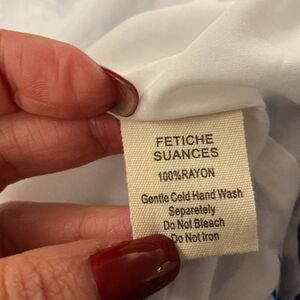 FETICHE
SUANCES
100%RAYON
Gentle Cold Hand Wash
Separetely
Do Not Bleach
Do Not Iron